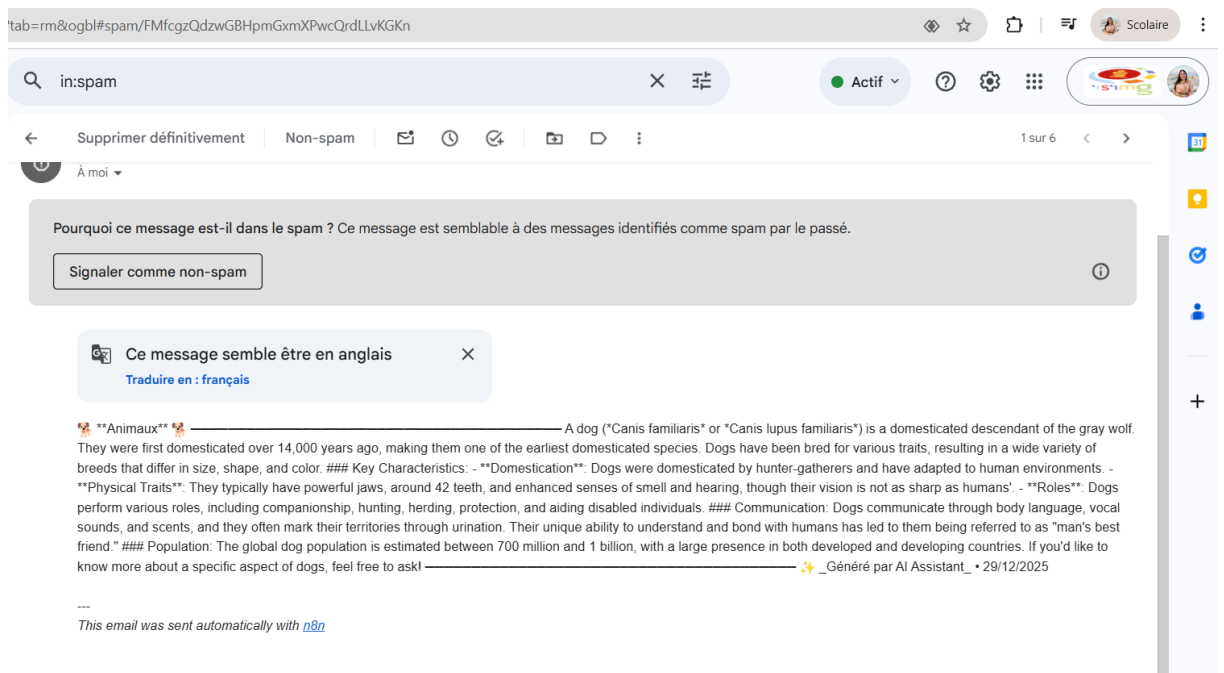 ?tab=rm&ogbl#spam/FMfcgzQdzwGBHpmGxmXPwcQrdLLvKGKn
Scolaire
in:spam
Actif
Supprimer définitivement
Non-spam
1 sur 6
31
À moi
Pourquoi ce message est-il dans le spam ? Ce message est semblable à des messages identifiés comme spam par le passé.
Signaler comme non-spam
Ce message semble être en anglais
Traduire en : français
🐕 **Animaux** 🐕 ━━━━━━━━━━━━━━━━━━━━━━━━━━━━━━ A dog (*Canis familiaris* or *Canis lupus familiaris*) is a domesticated descendant of the gray wolf.
They were first domesticated over 14,000 years ago, making them one of the earliest domesticated species. Dogs have been bred for various traits, resulting in a wide variety of
breeds that differ in size, shape, and color. ### Key Characteristics: - **Domestication**: Dogs were domesticated by hunter-gatherers and have adapted to human environments. -
**Physical Traits**: They typically have powerful jaws, around 42 teeth, and enhanced senses of smell and hearing, though their vision is not as sharp as humans'. - **Roles**: Dogs
perform various roles, including companionship, hunting, herding, protection, and aiding disabled individuals. ### Communication: Dogs communicate through body language, vocal
sounds, and scents, and they often mark their territories through urination. Their unique ability to understand and bond with humans has led to them being referred to as "man's best
friend." ### Population: The global dog population is estimated between 700 million and 1 billion, with a large presence in both developed and developing countries. If you'd like to
know more about a specific aspect of dogs, feel free to ask! ━━━━━━━━━━━━━━━━━━━━━━━━━━━━━━ ✨ _Généré par AI Assistant_ • 29/12/2025
---
This email was sent automatically with n8n